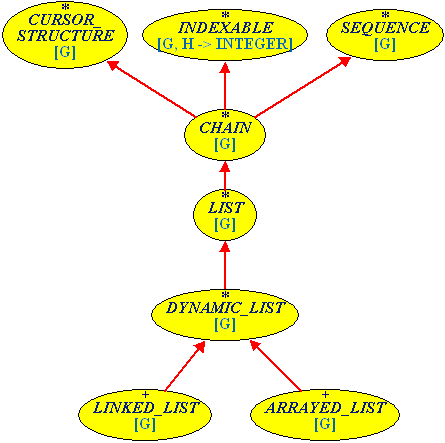 *
CURSOR_
STRUCTURE
[G]
*
INDEXABLE
[G, H -> INTEGER]
*
SEQUENCE
[G]
*
CHAIN
[G]
*
LIST
[G]
*
DYNAMIC_LIST
[G]
+
LINKED_LIST
[G]
+
ARRAYED_LIST
[G]